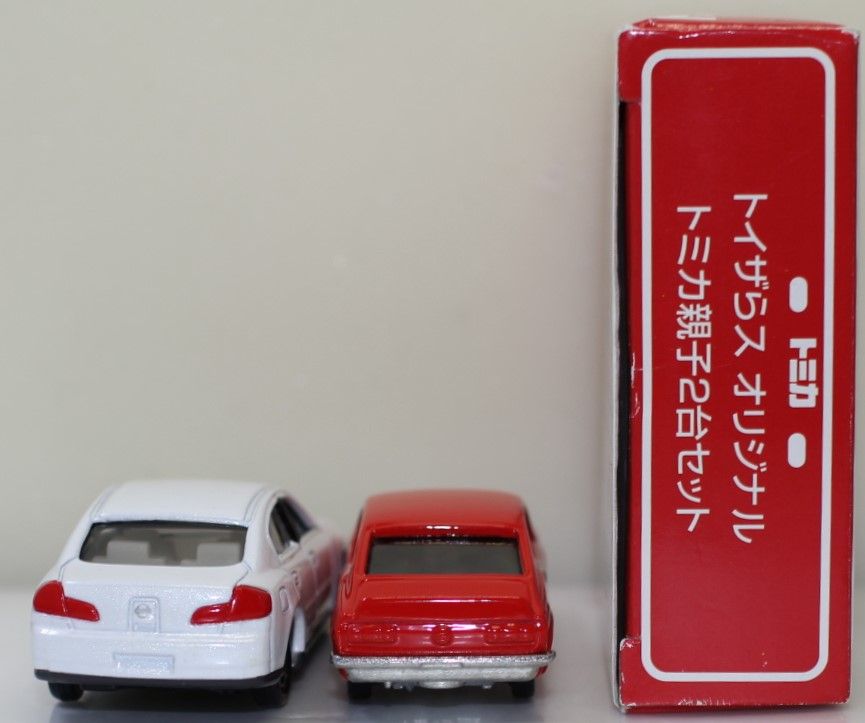 トミカ
トイザらス オリジナル
トミカ親子2台セット